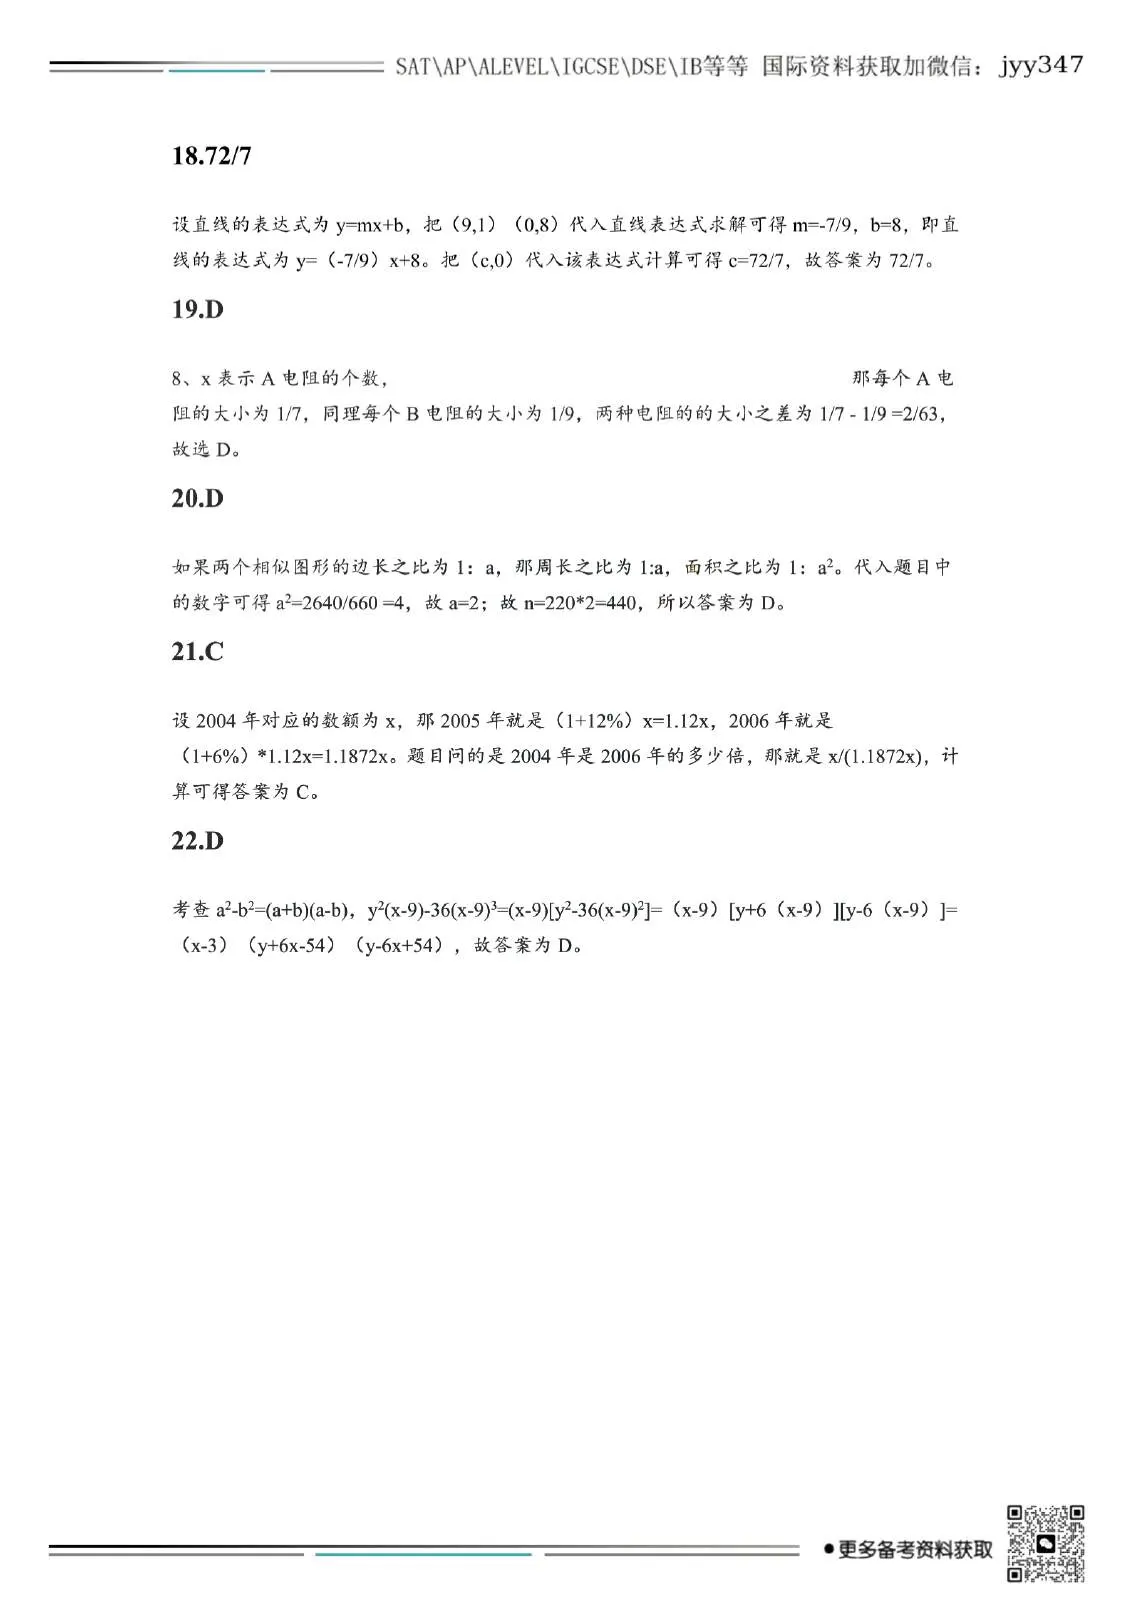 SAT\AP\ALEVEL\IGCSE\DSE\IB等等 国际资料获取加微信: jyy347
18.72/7
设直线的表达式为 y=mx+b，把（9,1）（0,8）代入直线表达式求解可得 m=-7/9，b=8，即直
线的表达式为 y=（-7/9）x+8。把（c,0）代入该表达式计算可得 c=72/7，故答案为 72/7。
19.D
8、x 表示 A 电阻的个数， 那每个 A 电
阻的大小为 1/7，同理每个 B 电阻的大小为 1/9，两种电阻的的大小之差为 1/7 - 1/9 =2/63，
故选 D。
20.D
如果两个相似图形的边长之比为 1：a，那周长之比为 1:a，面积之比为 1：a²。代入题目中
的数字可得 a²=2640/660 =4，故 a=2；故 n=220*2=440，所以答案为 D。
21.C
设 2004 年对应的数额为 x，那 2005 年就是（1+12%）x=1.12x，2006 年就是
（1+6%）*1.12x=1.1872x。题目问的是 2004 年是 2006 年的多少倍，那就是 x/(1.1872x)，计
算可得答案为 C。
22.D
考查 a²-b²=(a+b)(a-b)，y²(x-9)-36(x-9)³=(x-9)[y²-36(x-9)²]=（x-9）[y+6（x-9）][y-6（x-9）]=
（x-3）（y+6x-54）（y-6x+54），故答案为 D。
●更多备考资料获取